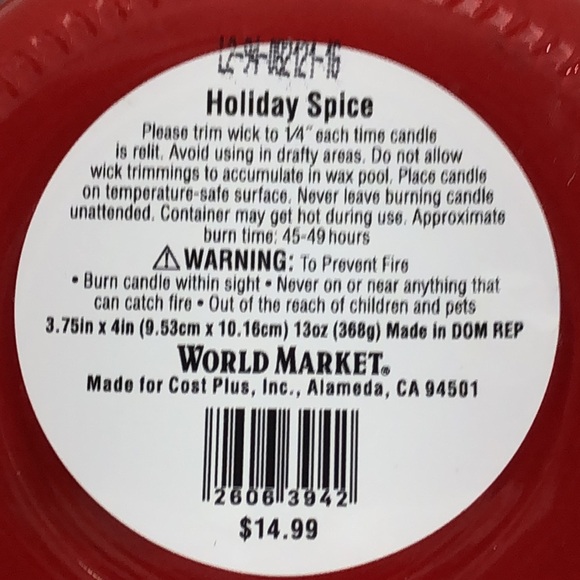 L2-94-082121-16
Holiday Spice
Please trim wick to 1/4" each time candle
is relit. Avoid using in drafty areas. Do not allow
wick trimmings to accumulate in wax pool. Place candle
on temperature-safe surface. Never leave burning candle
unattended. Container may get hot during use. Approximate
burn time: 45-49 hours
⚠ WARNING: To Prevent Fire
• Burn candle within sight • Never on or near anything that
can catch fire • Out of the reach of children and pets
3.75in x 4in (9.53cm x 10.16cm) 13oz (368g) Made in DOM REP
WORLD MARKET®
Made for Cost Plus, Inc., Alameda, CA 94501
26063942
$14.99